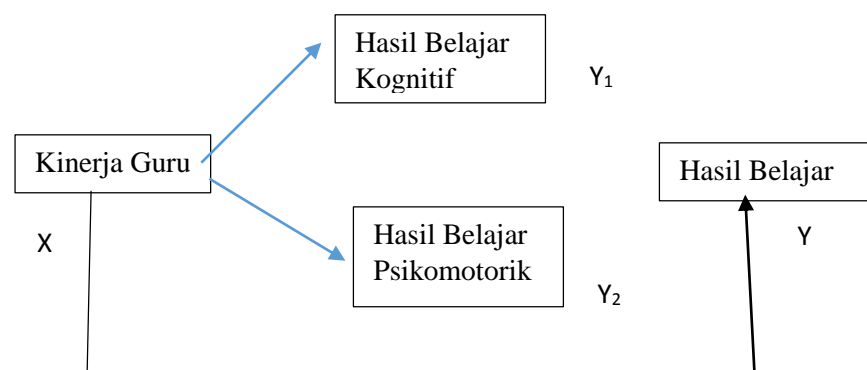 Hasil Belajar
Kognitif
Y₁
Kinerja Guru
Hasil Belajar
X
Y
Hasil Belajar
Psikomotorik
Y₂